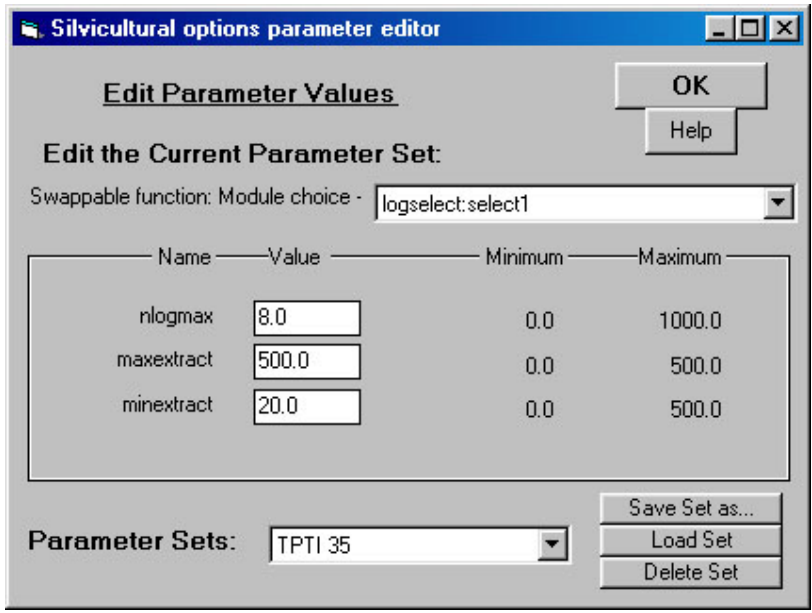 Silvicultural options parameter editor
Edit Parameter Values
OK
Help
Edit the Current Parameter Set:
Swappable function: Module choice - logselect:select1
Name Value Minimum Maximum
nlogmax 8.0 0.0 1000.0
maxextract 500.0 0.0 500.0
minextract 20.0 0.0 500.0
Save Set as...
Parameter Sets: TPTI 35 Load Set
Delete Set